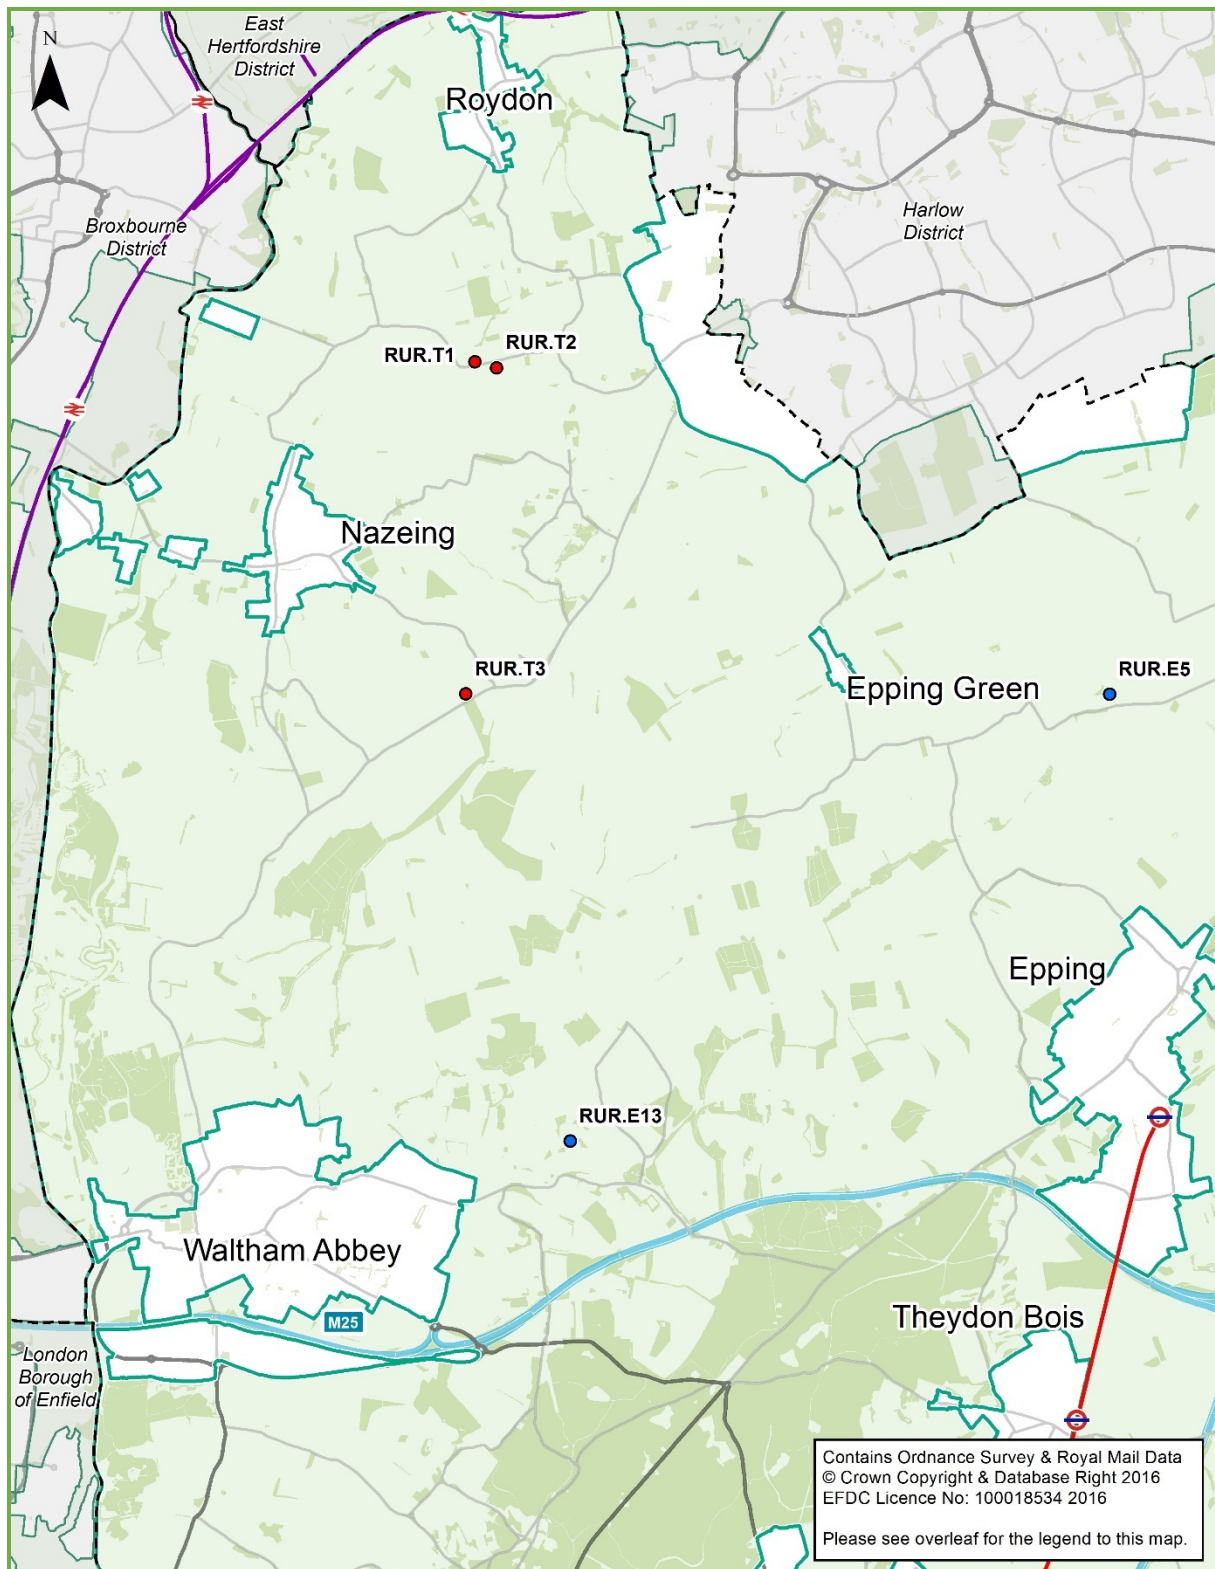 N
East
Hertfordshire
District
Roydon
Broxbourne
District
Harlow
District
RUR.T1
RUR.T2
Nazeing
RUR.T3
Epping Green
RUR.E5
Epping
RUR.E13
Waltham Abbey
M25
Theydon Bois
London
Borough
of Enfield
Contains Ordnance Survey & Royal Mail Data
© Crown Copyright & Database Right 2016
EFDC Licence No: 100018534 2016
Please see overleaf for the legend to this map.